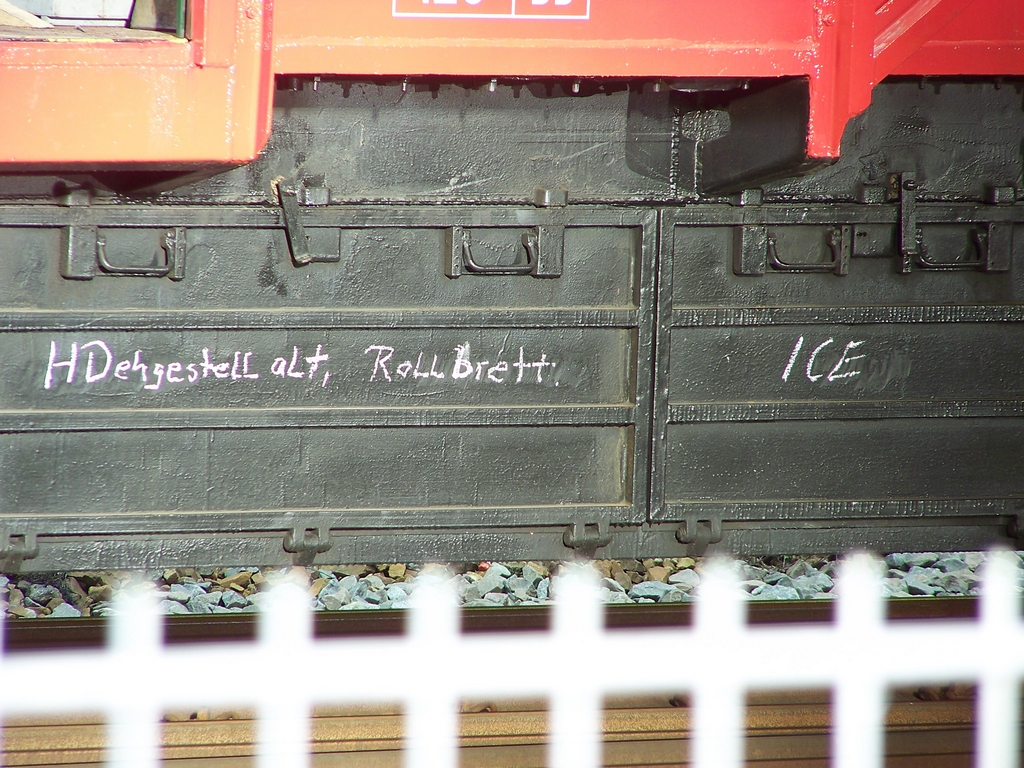 HDehgestell alt, Rollbrett.
ICE